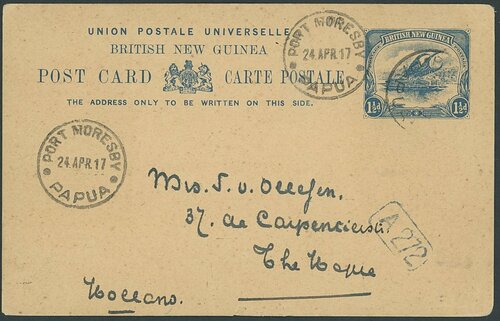 UNION POSTALE UNIVERSELLE
BRITISH NEW GUINEA
POST CARD CARTE POSTALE
THE ADDRESS ONLY TO BE WRITTEN ON THIS SIDE.
PORT MORESBY
24 APR.17
PAPUA
BRITISH NEW GUINEA
1½d 1½d
PORT MORESBY
24 APR.17
PAPUA
Mrs. S. v.
37. de Carpentierstr.
The Hague
Holland.
A 272